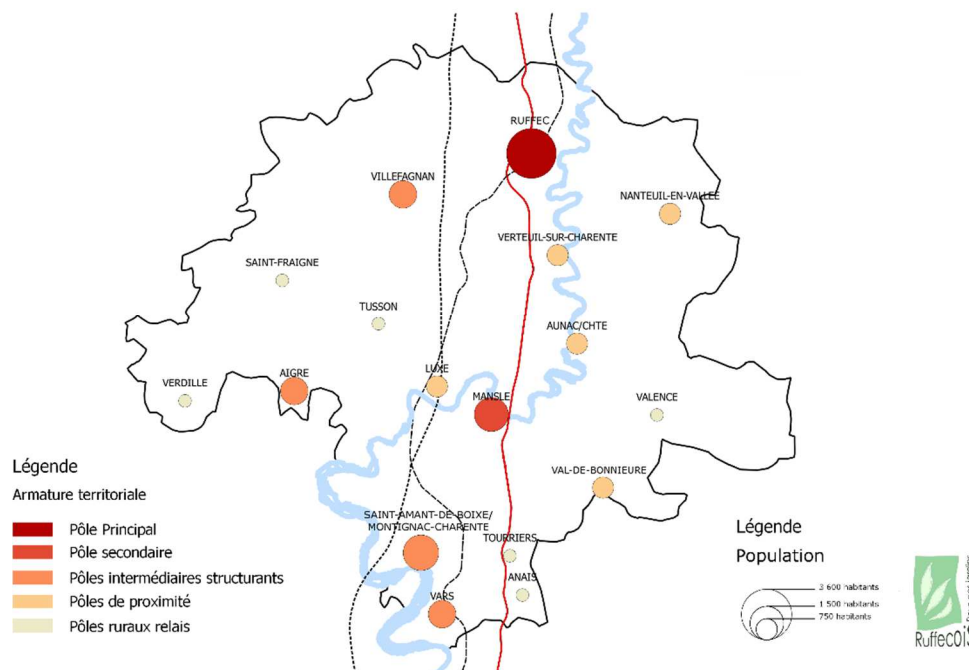 RUFFEC
VILLEFAGNAN
NANTEUIL-EN-VALLEE
VERTEUIL-SUR-CHARENTE
SAINT-FRAIGNE
TUSSON
AUNAC/CHTE
AIGRE
LUXE
VERDILLE
MANSLE
VALENCE
VAL-DE-BONNIEURE
SAINT-AMANT-DE-BOIXE/
MONTIGNAC-CHARENTE
TOURRIERS
ANAIS
VARS
Légende
Armature territoriale
Pôle Principal
Pôle secondaire
Pôles intermédiaires structurants
Pôles de proximité
Pôles ruraux relais
Légende
Population
3 600 habitants
1 500 habitants
750 habitants
Ruffecois